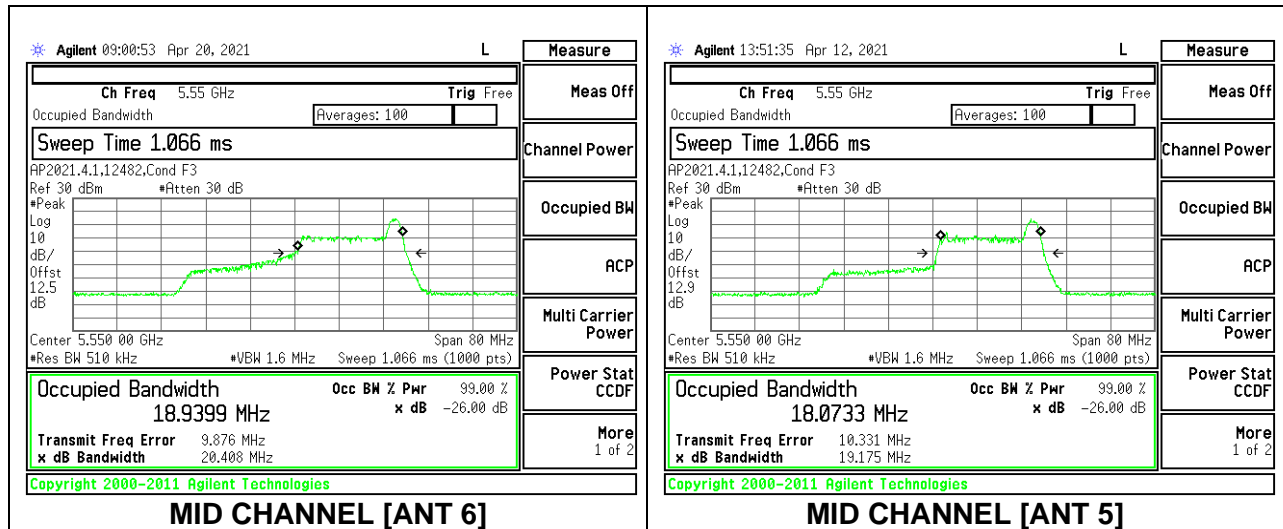 Agilent 09:00:53 Apr 20, 2021 L Measure
Ch Freq 5.55 GHz Trig Free
Occupied Bandwidth Averages: 100
Sweep Time 1.066 ms
AP2021.4.1,12482,Cond F3
Ref 30 dBm #Atten 30 dB
#Peak
Log
10
dB/
Offst
12.5
dB
Center 5.550 00 GHz Span 80 MHz
#Res BW 510 kHz #VBW 1.6 MHz Sweep 1.066 ms (1000 pts)
Occupied Bandwidth Occ BW % Pwr 99.00 %
18.9399 MHz x dB -26.00 dB
Transmit Freq Error 9.876 MHz
x dB Bandwidth 20.408 MHz
Copyright 2000-2011 Agilent Technologies
Meas Off
Channel Power
Occupied BW
ACP
Multi Carrier
Power
Power Stat
CCDF
More
1 of 2
MID CHANNEL [ANT 6]
Agilent 13:51:35 Apr 12, 2021 L Measure
Ch Freq 5.55 GHz Trig Free
Occupied Bandwidth Averages: 100
Sweep Time 1.066 ms
AP2021.4.1,12482,Cond F3
Ref 30 dBm #Atten 30 dB
#Peak
Log
10
dB/
Offst
12.9
dB
Center 5.550 00 GHz Span 80 MHz
#Res BW 510 kHz #VBW 1.6 MHz Sweep 1.066 ms (1000 pts)
Occupied Bandwidth Occ BW % Pwr 99.00 %
18.0733 MHz x dB -26.00 dB
Transmit Freq Error 10.331 MHz
x dB Bandwidth 19.175 MHz
Copyright 2000-2011 Agilent Technologies
Meas Off
Channel Power
Occupied BW
ACP
Multi Carrier
Power
Power Stat
CCDF
More
1 of 2
MID CHANNEL [ANT 5]